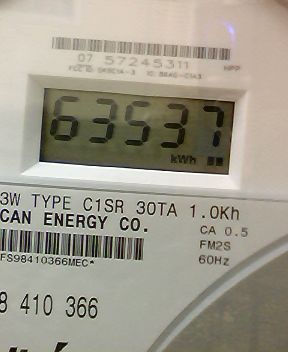 07 57245311
HPP
63537
kWh
3W TYPE C1SR 30TA 1.0Kh
CAN ENERGY CO.
CA 0.5
FM2S
60Hz
FS98410366MEC*
8 410 366